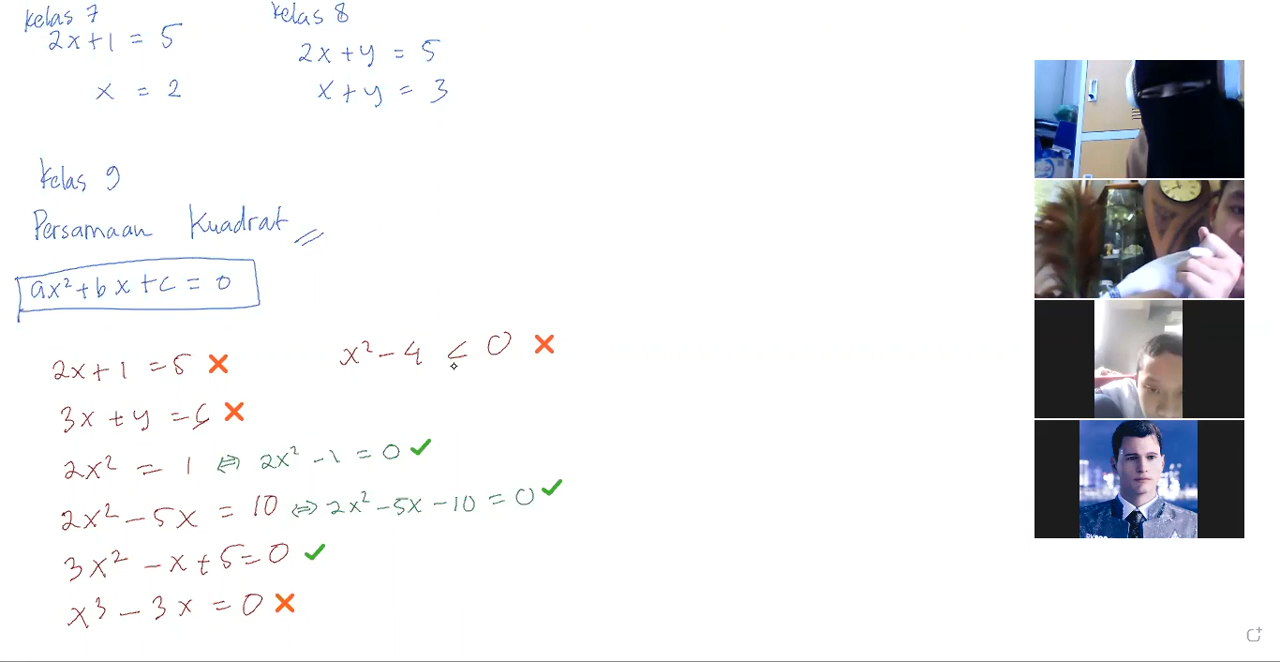 Kelas 7
2x+1 = 5
x = 2
Kelas 8
2x+y = 5
x+y = 3
Kelas 9
Persamaan Kuadrat
ax²+bx+c = 0
2x+1 = 5 ❌
x²-4 ≤ 0 ❌
3x+y = 5 ❌
2x² = 1 ⇔ 2x²-1 = 0 ✔
2x²-5x = 10 ⇔ 2x²-5x-10 = 0 ✔
3x²-x+5=0 ✔
x³-3x = 0 ❌